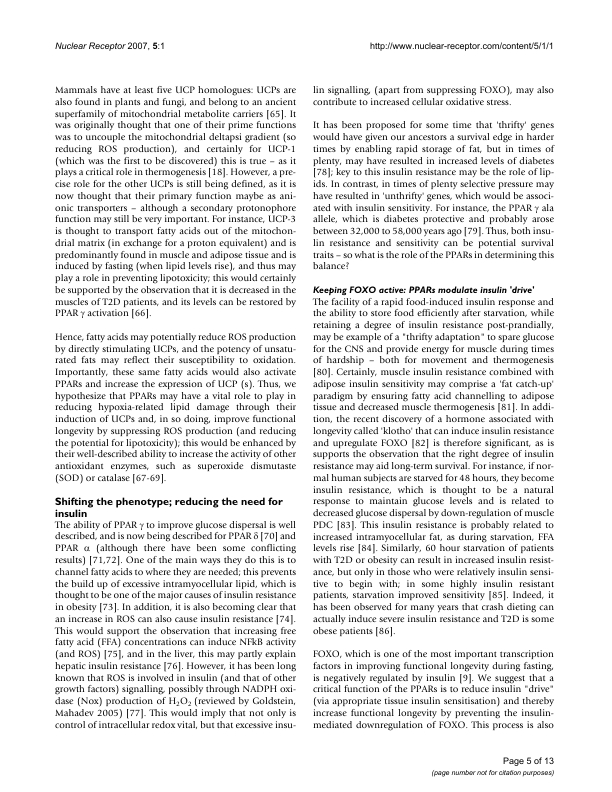 Nuclear Receptor 2007, 5:1
http://www.nuclear-receptor.com/content/5/1/1
Mammals have at least five UCP homologues: UCPs are
also found in plants and fungi, and belong to an ancient
superfamily of mitochondrial metabolite carriers [65]. It
was originally thought that one of their prime functions
was to uncouple the mitochondrial deltapsi gradient (so
reducing ROS production), and certainly for UCP-1
(which was the first to be discovered) this is true – as it
plays a critical role in thermogenesis [18]. However, a pre-
cise role for the other UCPs is still being defined, as it is
now thought that their primary function maybe as ani-
onic transporters – although a secondary protonophore
function may still be very important. For instance, UCP-3
is thought to transport fatty acids out of the mitochon-
drial matrix (in exchange for a proton equivalent) and is
predominantly found in muscle and adipose tissue and is
induced by fasting (when lipid levels rise), and thus may
play a role in preventing lipotoxicity; this would certainly
be supported by the observation that it is decreased in the
muscles of T2D patients, and its levels can be restored by
PPAR γ activation [66].
Hence, fatty acids may potentially reduce ROS production
by directly stimulating UCPs, and the potency of unsatu-
rated fats may reflect their susceptibility to oxidation.
Importantly, these same fatty acids would also activate
PPARs and increase the expression of UCP (s). Thus, we
hypothesize that PPARs may have a vital role to play in
reducing hypoxia-related lipid damage through their
induction of UCPs and, in so doing, improve functional
longevity by suppressing ROS production (and reducing
the potential for lipotoxicity); this would be enhanced by
their well-described ability to increase the activity of other
antioxidant enzymes, such as superoxide dismutase
(SOD) or catalase [67-69].
Shifting the phenotype; reducing the need for
insulin
The ability of PPAR γ to improve glucose dispersal is well
described, and is now being described for PPAR δ [70] and
PPAR α (although there have been some conflicting
results) [71,72]. One of the main ways they do this is to
channel fatty acids to where they are needed; this prevents
the build up of excessive intramyocellular lipid, which is
thought to be one of the major causes of insulin resistance
in obesity [73]. In addition, it is also becoming clear that
an increase in ROS can also cause insulin resistance [74].
This would support the observation that increasing free
fatty acid (FFA) concentrations can induce NFkB activity
(and ROS) [75], and in the liver, this may partly explain
hepatic insulin resistance [76]. However, it has been long
known that ROS is involved in insulin (and that of other
growth factors) signalling, possibly through NADPH oxi-
dase (Nox) production of H2O2 (reviewed by Goldstein,
Mahadev 2005) [77]. This would imply that not only is
control of intracellular redox vital, but that excessive insu-
lin signalling, (apart from suppressing FOXO), may also
contribute to increased cellular oxidative stress.
It has been proposed for some time that 'thrifty' genes
would have given our ancestors a survival edge in harder
times by enabling rapid storage of fat, but in times of
plenty, may have resulted in increased levels of diabetes
[78]; key to this insulin resistance may be the role of lip-
ids. In contrast, in times of plenty selective pressure may
have resulted in 'unthrifty' genes, which would be associ-
ated with insulin sensitivity. For instance, the PPAR γ ala
allele, which is diabetes protective and probably arose
between 32,000 to 58,000 years ago [79]. Thus, both insu-
lin resistance and sensitivity can be potential survival
traits – so what is the role of the PPARs in determining this
balance?
Keeping FOXO active: PPARs modulate insulin 'drive'
The facility of a rapid food-induced insulin response and
the ability to store food efficiently after starvation, while
retaining a degree of insulin resistance post-prandially,
may be example of a "thrifty adaptation" to spare glucose
for the CNS and provide energy for muscle during times
of hardship – both for movement and thermogenesis
[80]. Certainly, muscle insulin resistance combined with
adipose insulin sensitivity may comprise a 'fat catch-up'
paradigm by ensuring fatty acid channelling to adipose
tissue and decreased muscle thermogenesis [81]. In addi-
tion, the recent discovery of a hormone associated with
longevity called 'klotho' that can induce insulin resistance
and upregulate FOXO [82] is therefore significant, as is
supports the observation that the right degree of insulin
resistance may aid long-term survival. For instance, if nor-
mal human subjects are starved for 48 hours, they become
insulin resistance, which is thought to be a natural
response to maintain glucose levels and is related to
decreased glucose dispersal by down-regulation of muscle
PDC [83]. This insulin resistance is probably related to
increased intramyocellular fat, as during starvation, FFA
levels rise [84]. Similarly, 60 hour starvation of patients
with T2D or obesity can result in increased insulin resist-
ance, but only in those who were relatively insulin sensi-
tive to begin with; in some highly insulin resistant
patients, starvation improved sensitivity [85]. Indeed, it
has been observed for many years that crash dieting can
actually induce severe insulin resistance and T2D is some
obese patients [86].
FOXO, which is one of the most important transcription
factors in improving functional longevity during fasting,
is negatively regulated by insulin [9]. We suggest that a
critical function of the PPARs is to reduce insulin "drive"
(via appropriate tissue insulin sensitisation) and thereby
increase functional longevity by preventing the insulin-
mediated downregulation of FOXO. This process is also
Page 5 of 13
(page number not for citation purposes)